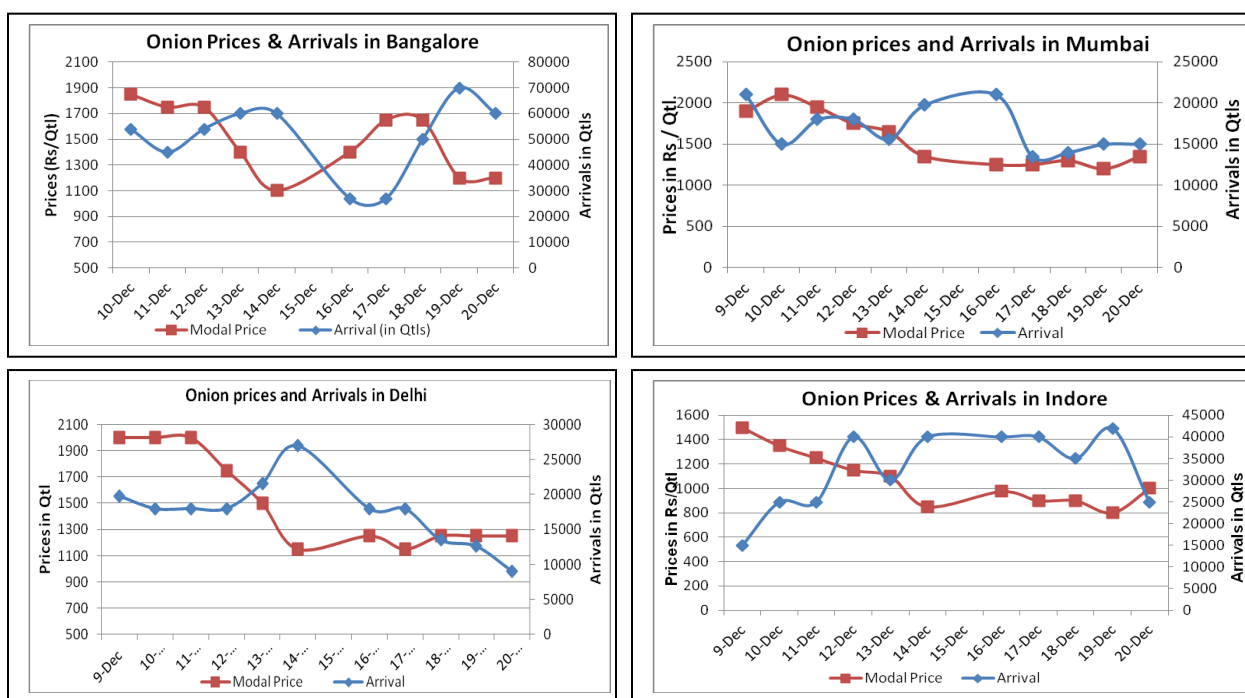 Onion Prices & Arrivals in Bangalore
Prices (Rs/Qtl)
2100
1900
1700
1500
1300
1100
900
700
500
80000
70000
60000
50000
40000
30000
20000
10000
0
Arrivals in Qtls
10-Dec
11-Dec
12-Dec
13-Dec
14-Dec
15-Dec
16-Dec
17-Dec
18-Dec
19-Dec
20-Dec
Modal Price
Arrival (in Qtls)
Onion prices and Arrivals in Mumbai
Prices in Rs / Qtl.
2500
2000
1500
1000
500
0
25000
20000
15000
10000
5000
0
Arrivals in Qtls
9-Dec
10-Dec
11-Dec
12-Dec
13-Dec
14-Dec
15-Dec
16-Dec
17-Dec
18-Dec
19-Dec
20-Dec
Modal Price
Arrival
Onion prices and Arrivals in Delhi
Prices in Qtl
2100
1900
1700
1500
1300
1100
900
700
500
30000
25000
20000
15000
10000
5000
0
Arrivals in Qtls
9-Dec
10-...
11-...
12-...
13-...
14-...
16-...
17-...
18-...
19-...
20-...
Modal Price
Arrival
Onion Prices & Arrivals in Indore
Prices in Rs/Qtl
1600
1400
1200
1000
800
600
400
200
0
45000
40000
35000
30000
25000
20000
15000
10000
5000
0
Arrivals in Qtls
9-Dec
10-Dec
11-Dec
12-Dec
13-Dec
14-Dec
15-Dec
16-Dec
17-Dec
18-Dec
19-Dec
20-Dec
Modal Price
Arrival